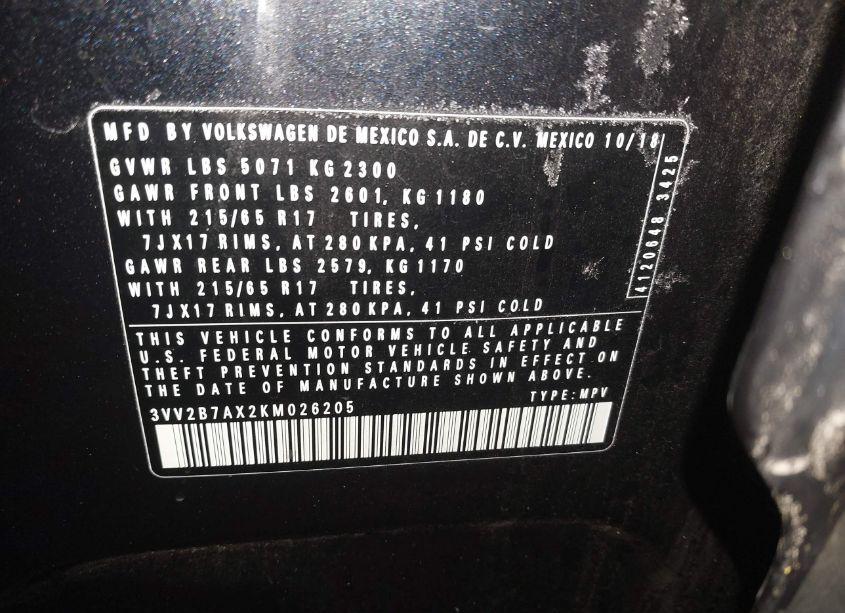 MFD BY VOLKSWAGEN DE MEXICO S.A. DE C.V. MEXICO 10/18
GVWR LBS 5071 KG 2300
GAWR FRONT LBS 2601, KG 1180
WITH 215/65 R17 TIRES,
7JX17 RIMS, AT 280 KPA, 41 PSI COLD
GAWR REAR LBS 2579, KG 1170
WITH 215/65 R17 TIRES,
7JX17 RIMS, AT 280 KPA, 41 PSI COLD
4120648 3425
THIS VEHICLE CONFORMS TO ALL APPLICABLE
U.S. FEDERAL MOTOR VEHICLE SAFETY AND
THEFT PREVENTION STANDARDS IN EFFECT ON
THE DATE OF MANUFACTURE SHOWN ABOVE.
TYPE: MPV
3VV2B7AX2KM026205